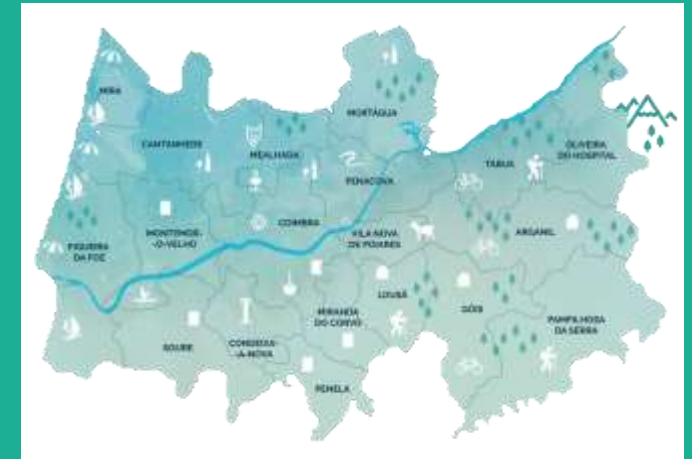 MIRA
MORTÁGUA
CANTANHEDE
MEALHADA
OLIVEIRA
DO HOSPITAL
TÁBUA
PENACOVA
COIMBRA
MONTEMOR-
-O-VELHO
FIGUEIRA
DA FOZ
VILA NOVA
DE POIARES
ARGANIL
LOUSÃ
GÓIS
MIRANDA
DO CORVO
PAMPILHOSA
DA SERRA
SOURE
CONDEIXA-
-A-NOVA
PENELA